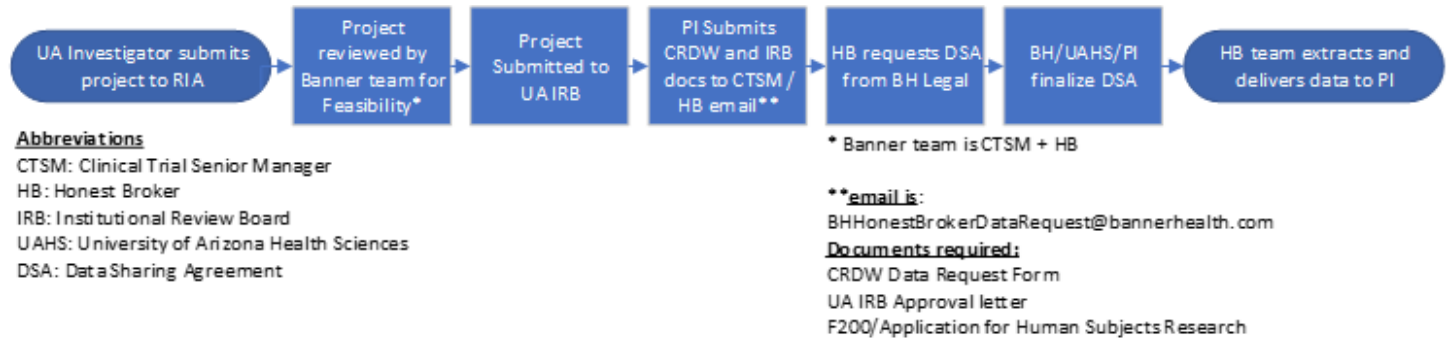 UA Investigator submits
project to RIA
Project
reviewed by
Banner team for
Feasibility*
Project
Submitted to
UA IRB
PI Submits
CRDW and IRB
docs to CTSM /
HB email**
HB requests DSA
from BH Legal
BH/UAHS/PI
finalize DSA
HB team extracts and
delivers data to PI
Abbreviations
CTSM: Clinical Trial Senior Manager
HB: Honest Broker
IRB: Institutional Review Board
UAHS: University of Arizona Health Sciences
DSA: Data Sharing Agreement
* Banner team is CTSM + HB
**email is:
BHHonestBrokerDataRequest@bannerhealth.com
Documents required:
CRDW Data Request Form
UA IRB Approval letter
F200/Application for Human Subjects Research